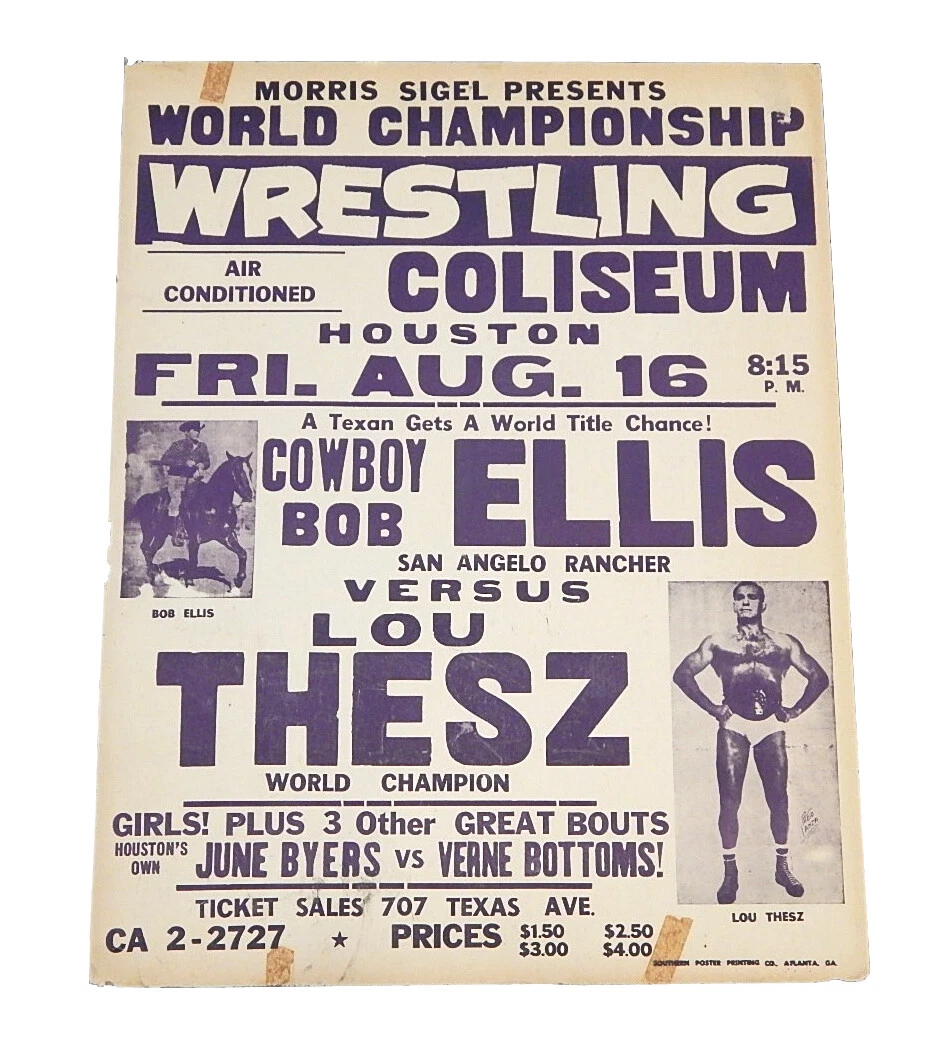 MORRIS SIGEL PRESENTS
WORLD CHAMPIONSHIP
WRESTLING
AIR
CONDITIONED
COLISEUM
HOUSTON
FRI. AUG. 16 8:15
P. M.
A Texan Gets A World Title Chance!
COWBOY
BOB
ELLIS
SAN ANGELO RANCHER
BOB ELLIS
VERSUS
LOU
THESZ
WORLD CHAMPION
LOU THESZ
GIRLS! PLUS 3 Other GREAT BOUTS
HOUSTON'S
OWN
JUNE BYERS vs VERNE BOTTOMS!
TICKET SALES 707 TEXAS AVE.
CA 2-2727 ★ PRICES $1.50 $2.50
$3.00 $4.00
SOUTHERN POSTER PRINTING CO., ATLANTA, GA.